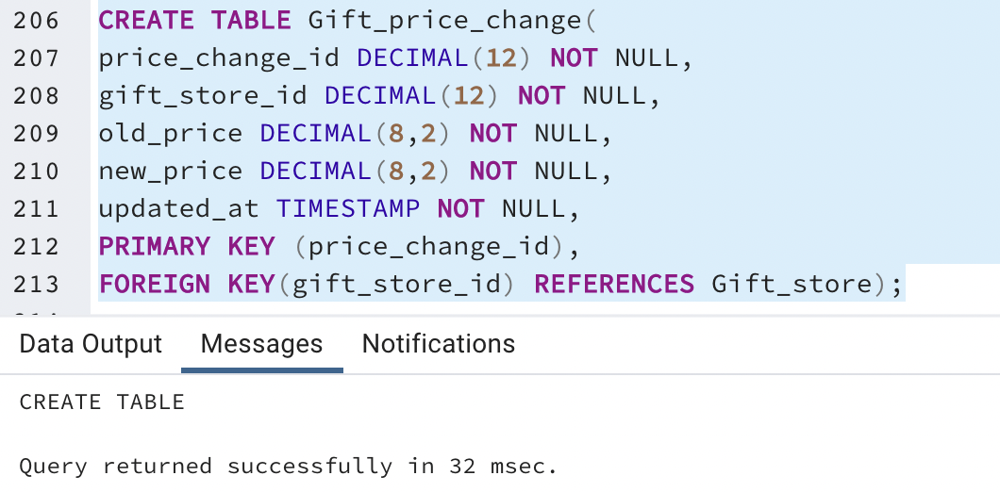 206 CREATE TABLE Gift_price_change(
207 price_change_id DECIMAL(12) NOT NULL,
208 gift_store_id DECIMAL(12) NOT NULL,
209 old_price DECIMAL(8,2) NOT NULL,
210 new_price DECIMAL(8,2) NOT NULL,
211 updated_at TIMESTAMP NOT NULL,
212 PRIMARY KEY (price_change_id),
213 FOREIGN KEY(gift_store_id) REFERENCES Gift_store);
Data Output Messages Notifications
CREATE TABLE
Query returned successfully in 32 msec.